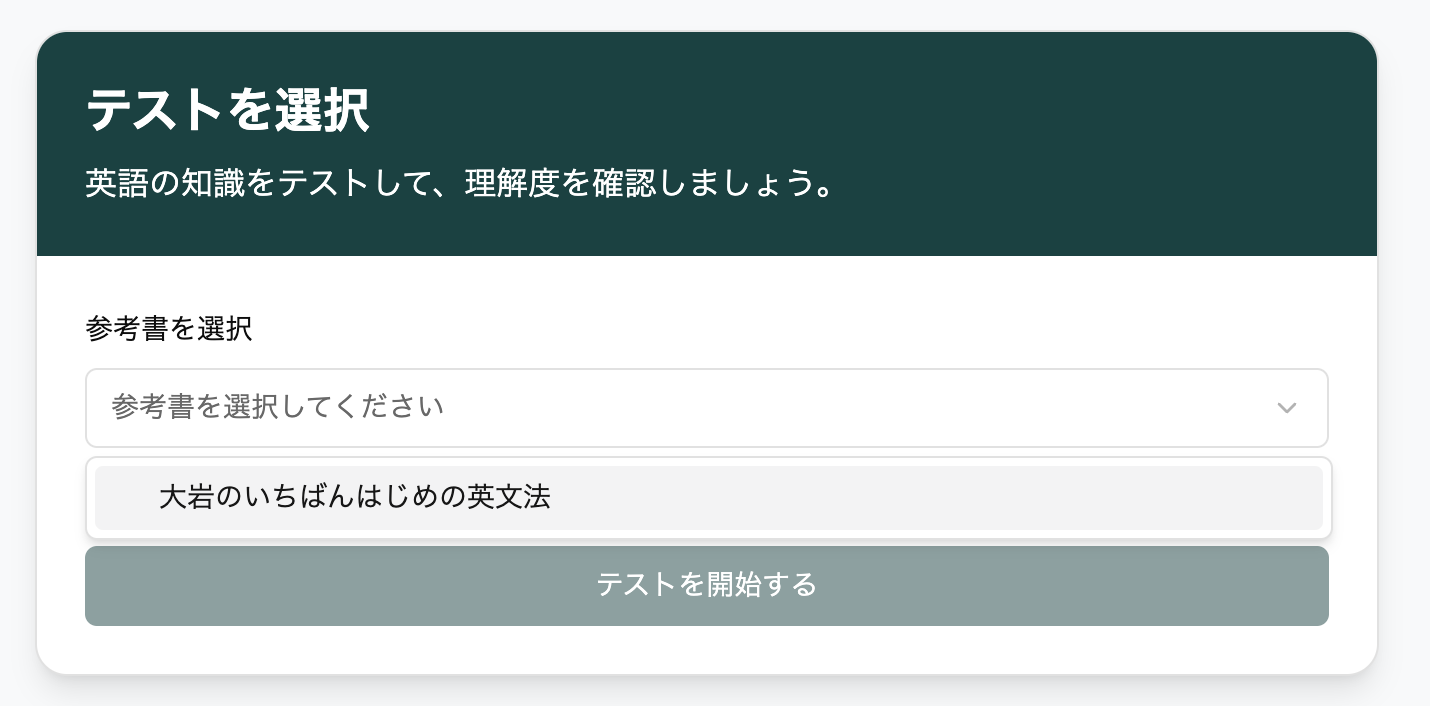 テストを選択
英語の知識をテストして、理解度を確認しましょう。
参考書を選択
参考書を選択してください
大岩のいちばんはじめの英文法
テストを開始する